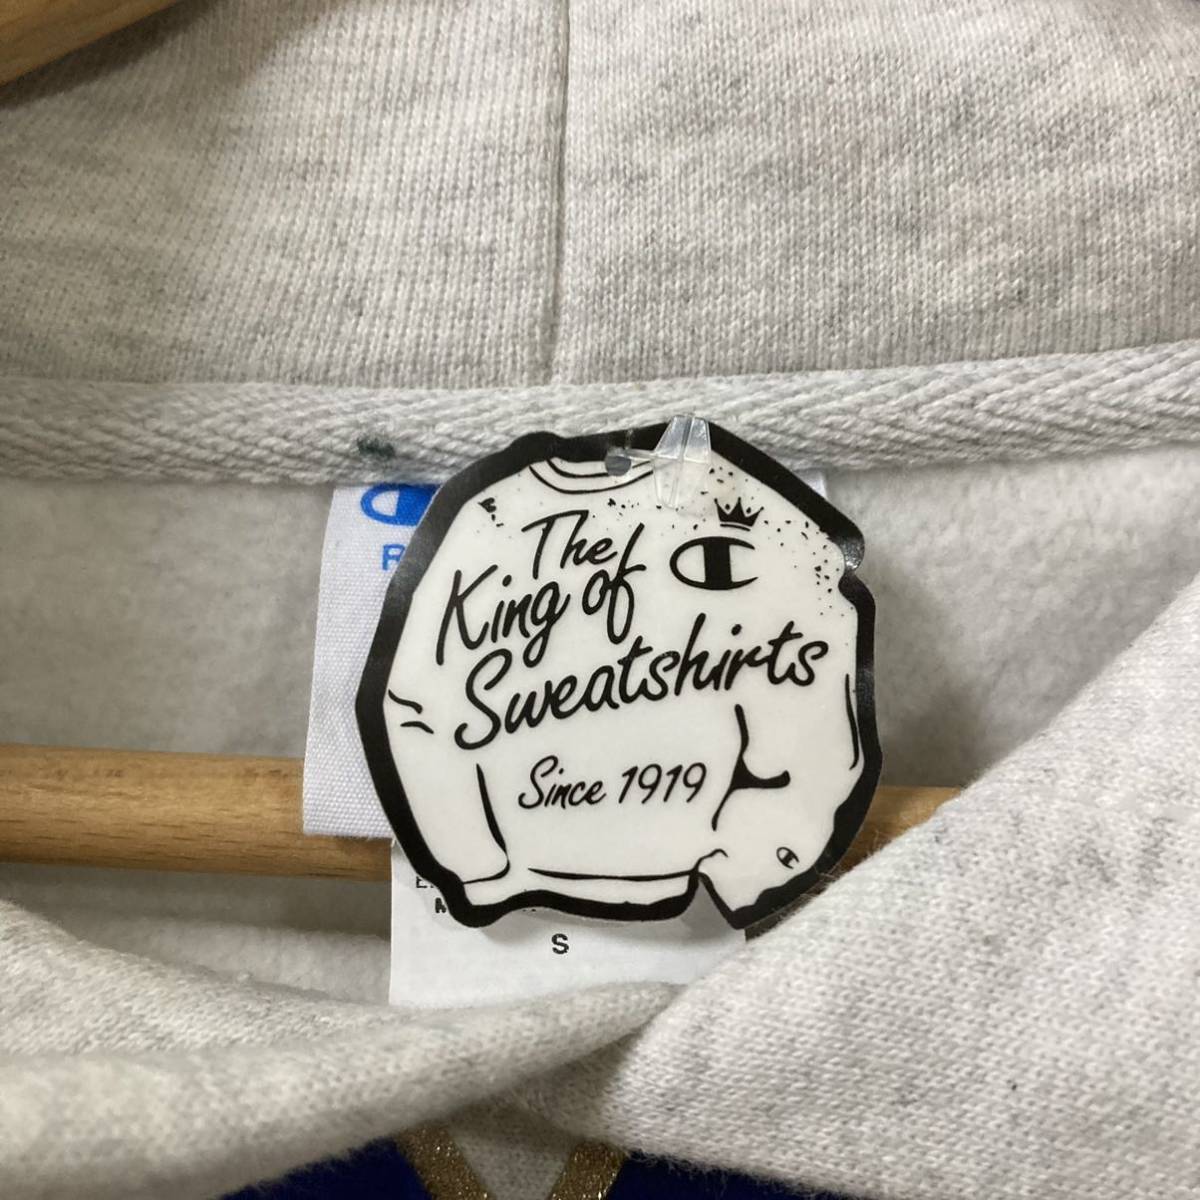 The
King of
Sweatshirts
Since 1919
R
S